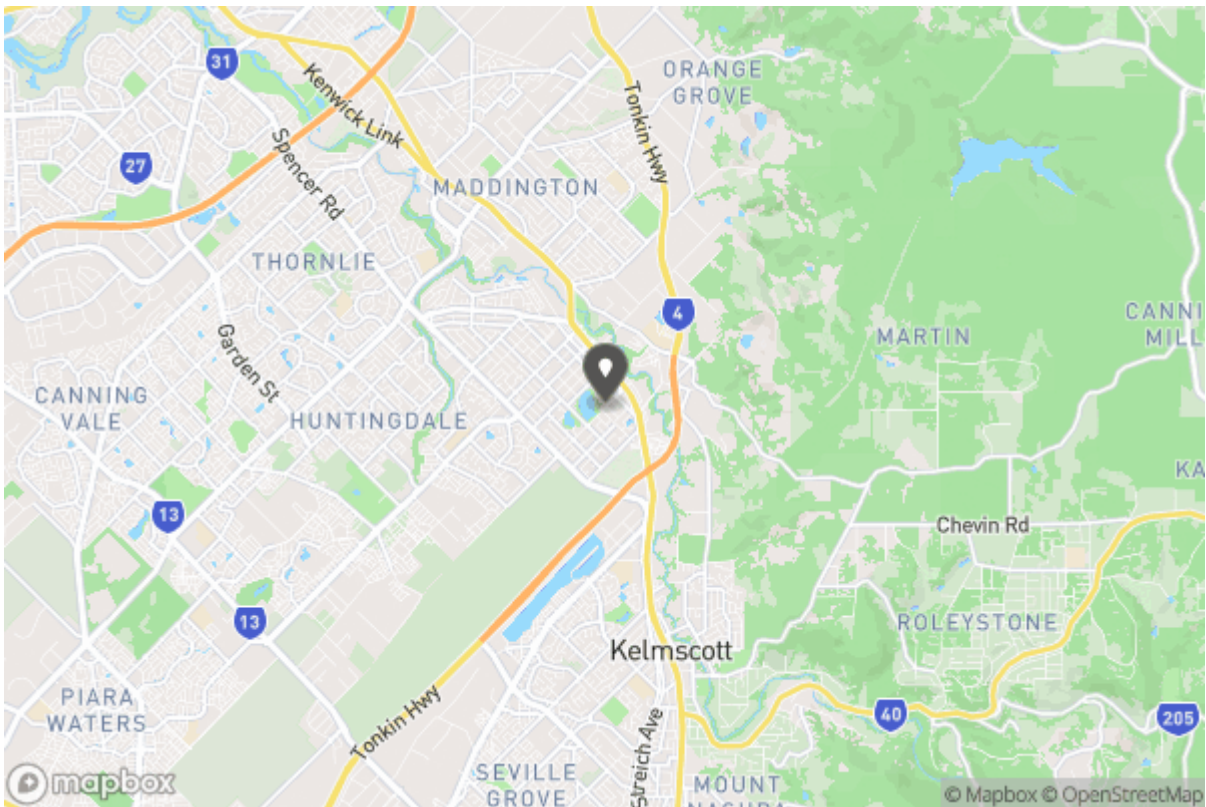 31
ORANGE
GROVE
Kenwick Link
Tonkin Hwy
27
Spencer Rd
MADDINGTON
THORNLIE
4
CANNI
MILL
MARTIN
Garden St
CANNING
VALE
HUNTINGDALE
KA
13
Chevin Rd
13
ROLEYSTONE
Kelmscott
PIARA
WATERS
Tonkin Hwy
40
205
Streich Ave
SEVILLE
GROVE
MOUNT
mapbox
© Mapbox © OpenStreetMap